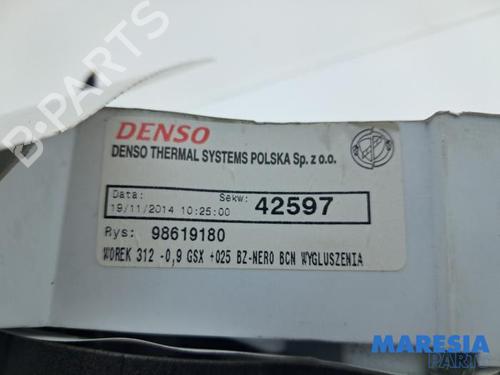 B-PARTS
DENSO
DENSO THERMAL SYSTEMS POLSKA Sp. z o.o.
Data: Sekw:
19/11/2014 10:25:00 42597
Rys: 98619180
WOREK 312 -0,9 GSX +025 BZ-NERO BCN WYGLUSZENIA
MARESIA
PARTS